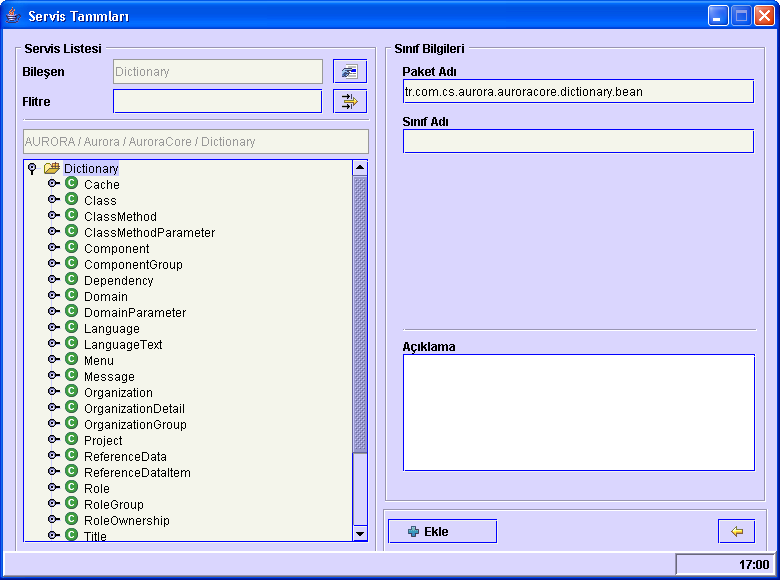 Servis Tanımları
Servis Listesi
Bileşen Dictionary
Flitre
AURORA / Aurora / AuroraCore / Dictionary
Dictionary
C Cache
C Class
C ClassMethod
C ClassMethodParameter
C Component
C ComponentGroup
C Dependency
C Domain
C DomainParameter
C Language
C LanguageText
C Menu
C Message
C Organization
C OrganizationDetail
C OrganizationGroup
C Project
C ReferenceData
C ReferenceDataItem
C Role
C RoleGroup
C RoleOwnership
C Title
Sınıf Bilgileri
Paket Adı
tr.com.cs.aurora.auroracore.dictionary.bean
Sınıf Adı
Açıklama
Ekle
17:00